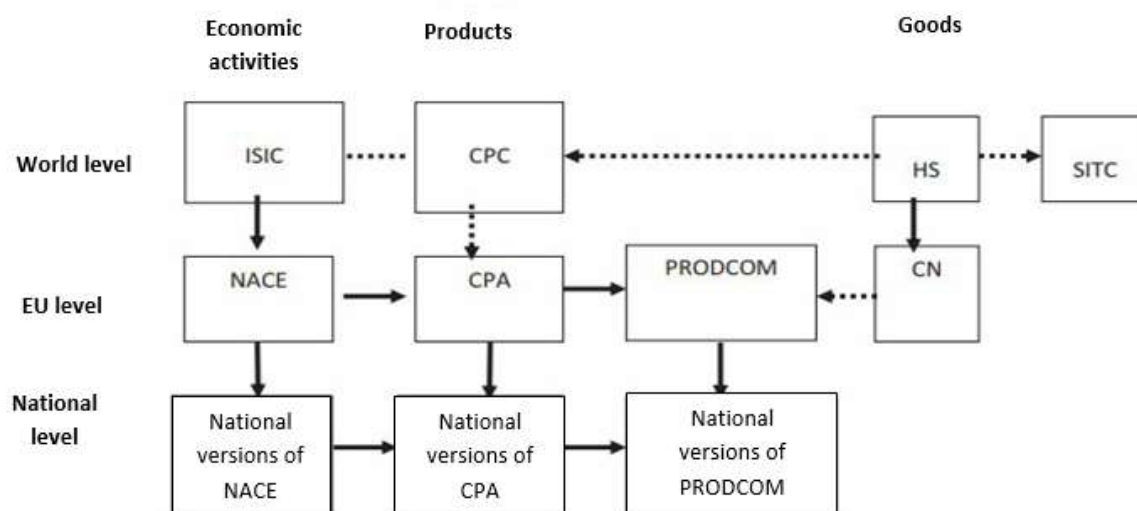 Economic
activities
Products
Goods
World level
ISIC
CPC
HS
SITC
EU level
NACE
CPA
PRODCOM
CN
National
level
National
versions of
NACE
National
versions of
CPA
National
versions of
PRODCOM